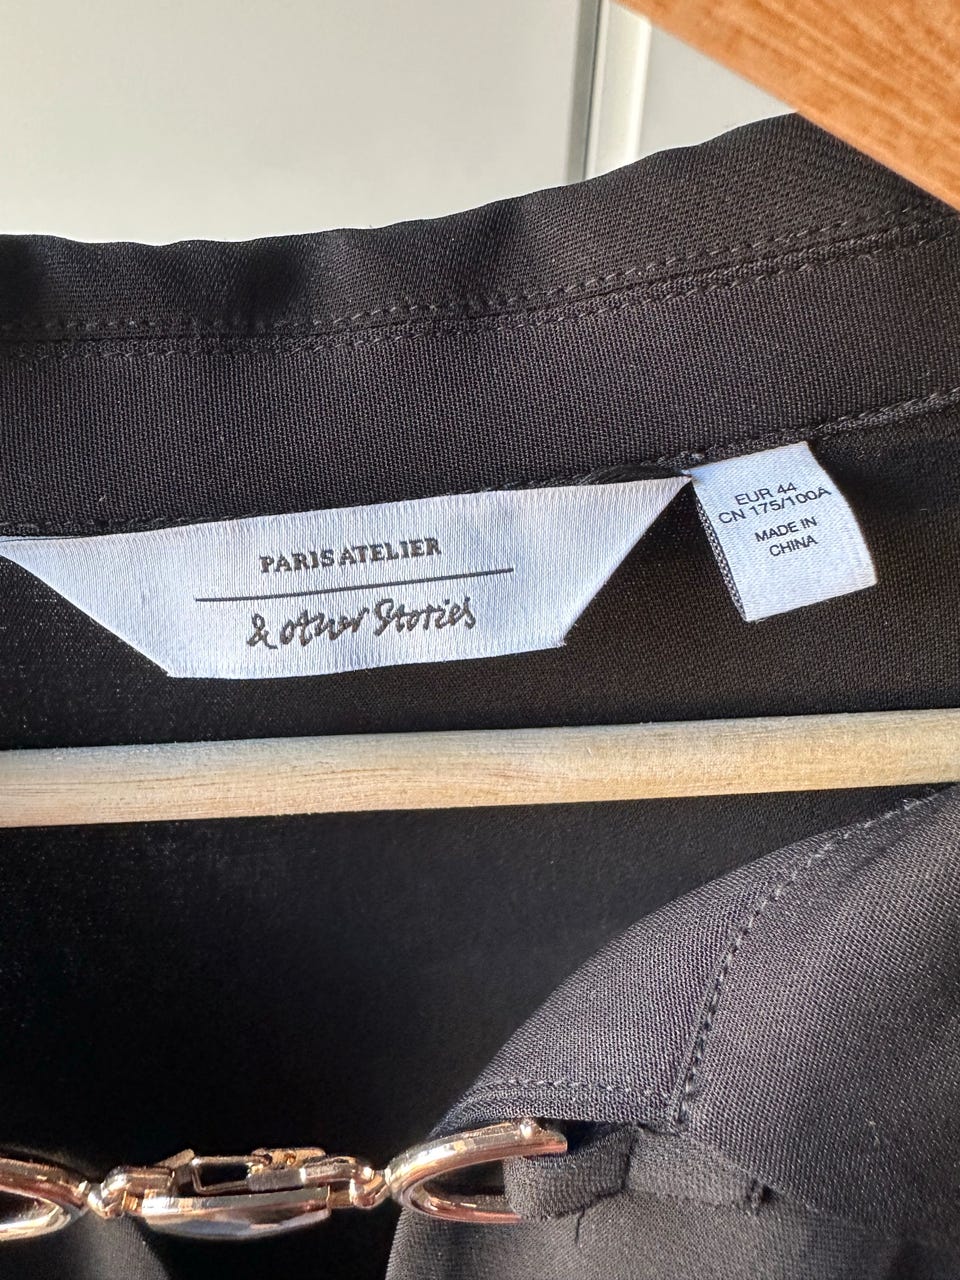 PARIS ATELIER
& other Stories
EUR 44
CN 175/100A
MADE IN
CHINA